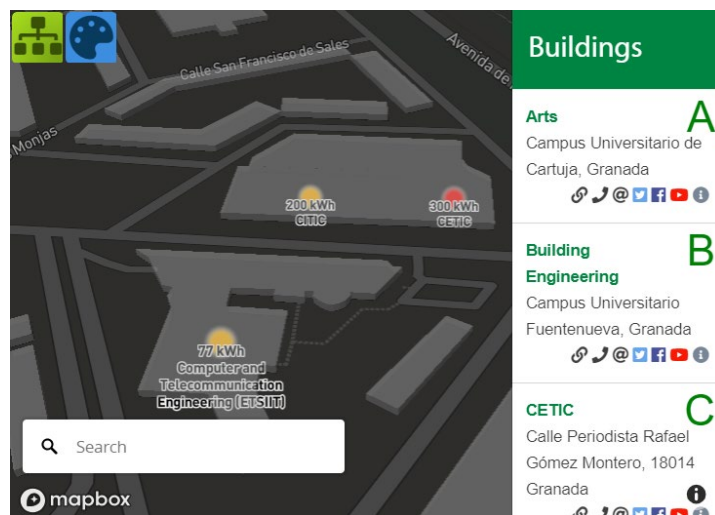 Calle San Francisco de Sales
Avenida de
Monjas
200 kWh
CITIC
300 kWh
CETIC
77 kWh
Computer and
Telecommunication
Engineering (ETSIIT)
Search
mapbox
Buildings
Arts
A
Campus Universitario de
Cartuja, Granada
Building
Engineering
B
Campus Universitario
Fuentenueva, Granada
CETIC
C
Calle Periodista Rafael
Gómez Montero, 18014
Granada